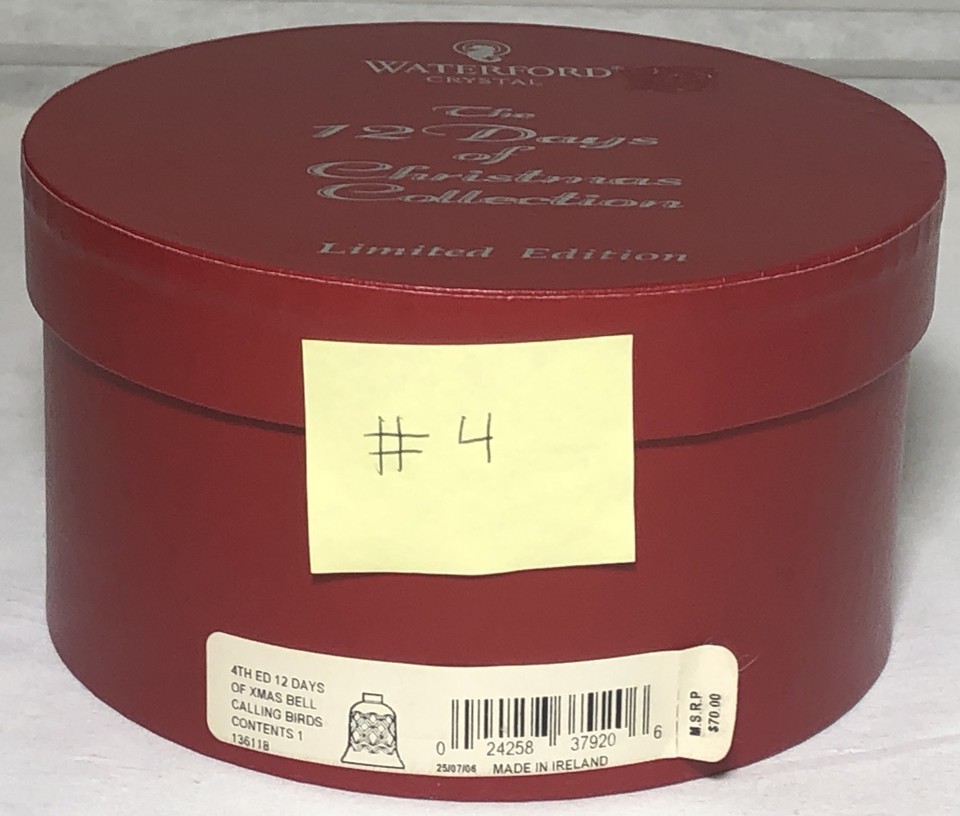 WATERFORD®
CRYSTAL
The
12 Days
of
Christmas
Collection
Limited Edition
# 4
4TH ED 12 DAYS
OF XMAS BELL
CALLING BIRDS
CONTENTS 1
136118
0 24258 37920 6
25/07/06 MADE IN IRELAND
M.S.R.P
$70.00